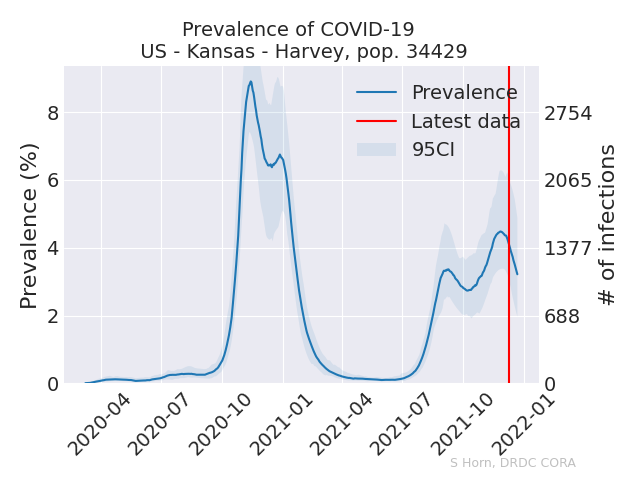 Prevalence of COVID-19
US - Kansas - Harvey, pop. 34429
Prevalence
Latest data
95CI
Prevalence (%)
8
6
4
2
0
2754
2065
1377
688
0
# of infections
2020-04
2020-07
2020-10
2021-01
2021-04
2021-07
2021-10
2022-01
S Horn, DRDC CORA